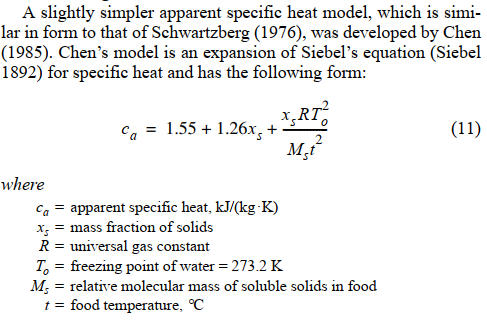 A slightly simpler apparent specific heat model, which is simi-
lar in form to that of Schwartzberg (1976), was developed by Chen
(1985). Chen's model is an expansion of Siebel's equation (Siebel
1892) for specific heat and has the following form:
c_a = 1.55 + 1.26x_s + \frac{x_s R T_o^2}{M_s t^2} (11)
where
c_a = apparent specific heat, kJ/(kg·K)
x_s = mass fraction of solids
R = universal gas constant
T_o = freezing point of water = 273.2 K
M_s = relative molecular mass of soluble solids in food
t = food temperature, °C